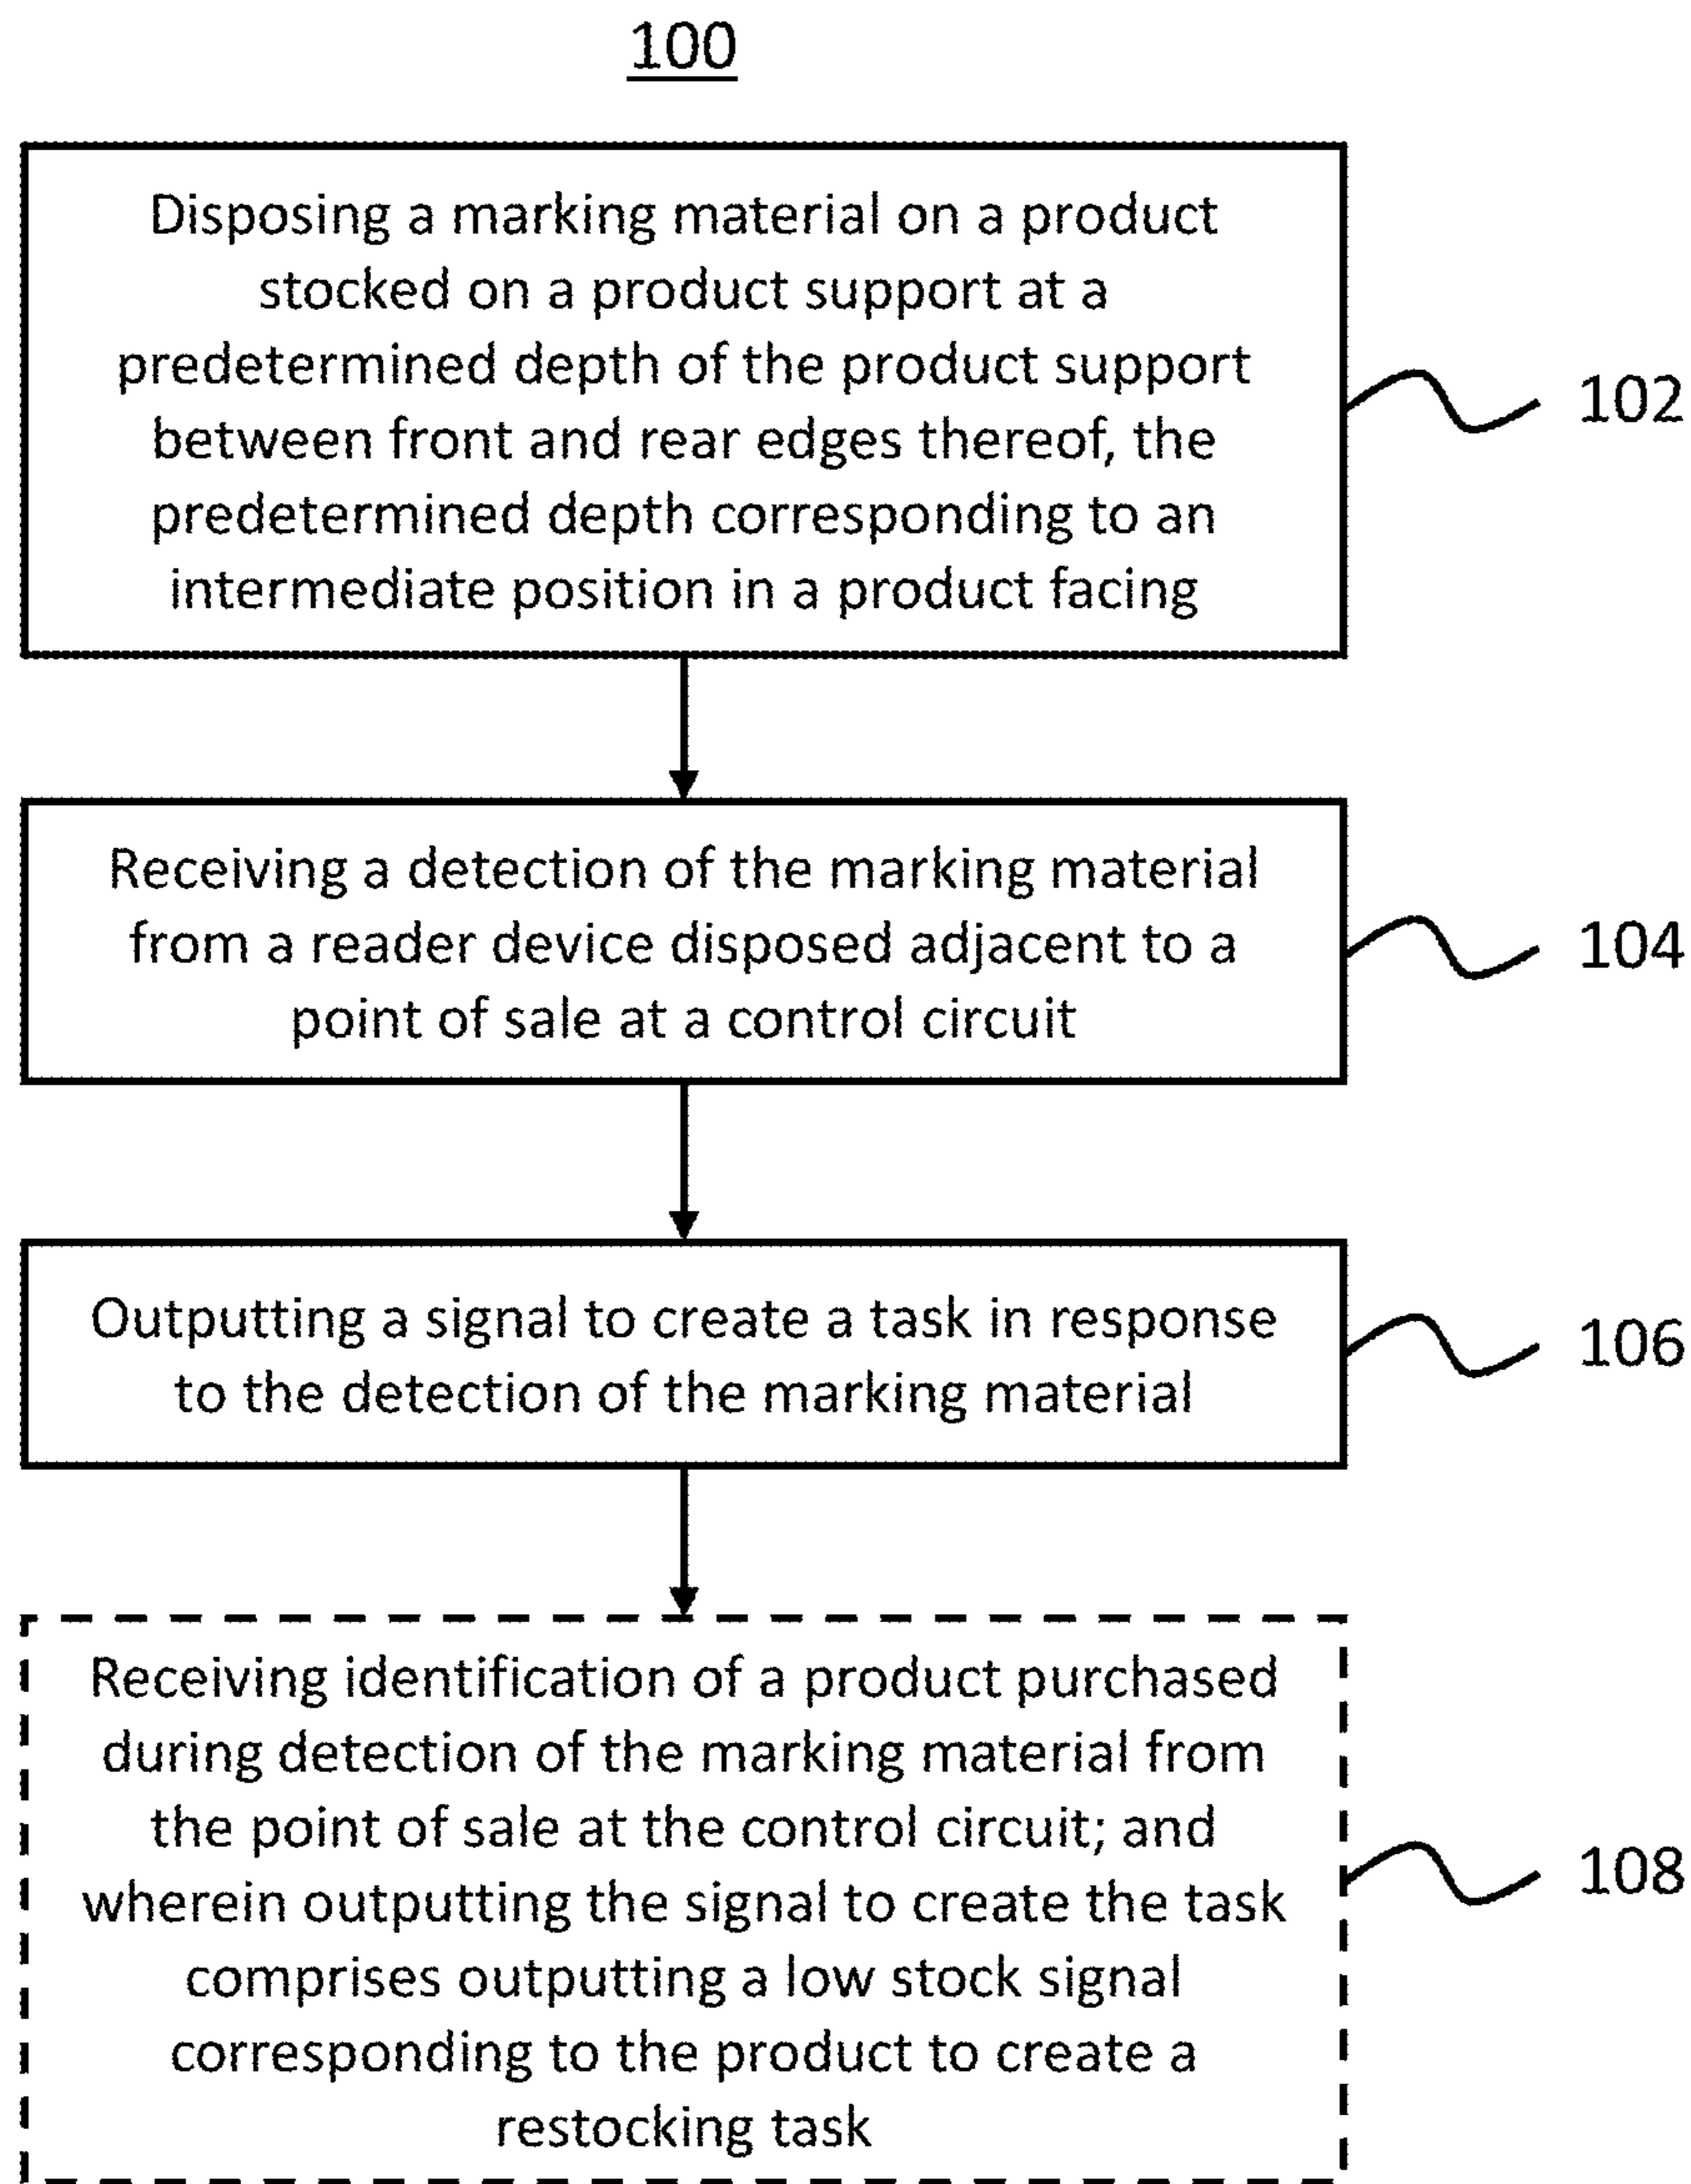 100
Disposing a marking material on a product
stocked on a product support at a
predetermined depth of the product support
between front and rear edges thereof, the
predetermined depth corresponding to an
intermediate position in a product facing
102
Receiving a detection of the marking material
from a reader device disposed adjacent to a
point of sale at a control circuit
104
Outputting a signal to create a task in response
to the detection of the marking material
106
Receiving identification of a product purchased
during detection of the marking material from
the point of sale at the control circuit; and
wherein outputting the signal to create the task
comprises outputting a low stock signal
corresponding to the product to create a
restocking task
108